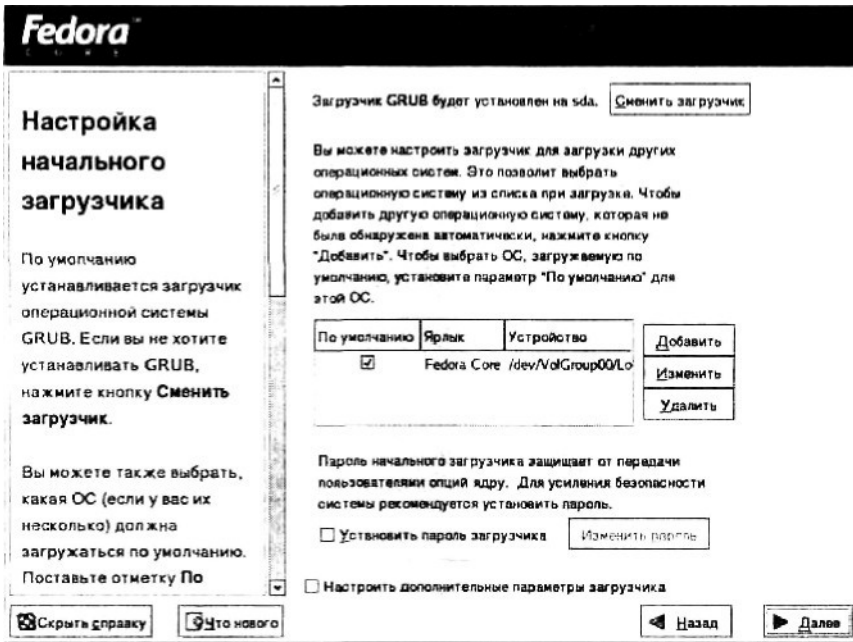 Fedora
CORE
Настройка
начального
загрузчика
По умолчанию
устанавливается загрузчик
операционной системы
GRUB. Если вы не хотите
устанавливать GRUB,
нажмите кнопку Сменить
загрузчик.
Вы можете также выбрать,
какая ОС (если у вас их
несколько) должна
загружаться по умолчанию.
Поставьте отметку По
Загрузчик GRUB будет установлен на sda.
Сменить загрузчик
Вы можете настроить загрузчик для загрузки других
операционных систем. Это позволит выбрать
операционную систему из списка при загрузке. Чтобы
добавить другую операционную систему, которая не
была обнаружена автоматически, нажмите кнопку
"Добавить". Чтобы выбрать ОС, загружаемую по
умолчанию, установите параметр "По умолчанию" для
этой ОС.
По умолчанию Ярлык Устройство
Fedora Core /dev/VolGroup00/Lo
Добавить
Изменить
Удалить
Пароль начального загрузчика защищает от передачи
пользователями опций ядру. Для усиления безопасности
системы рекомендуется установить пароль.
Установить пароль загрузчика
Изменить пароль
Настроить дополнительные параметры загрузчика
Скрыть справку
Что нового
Назад
Далее